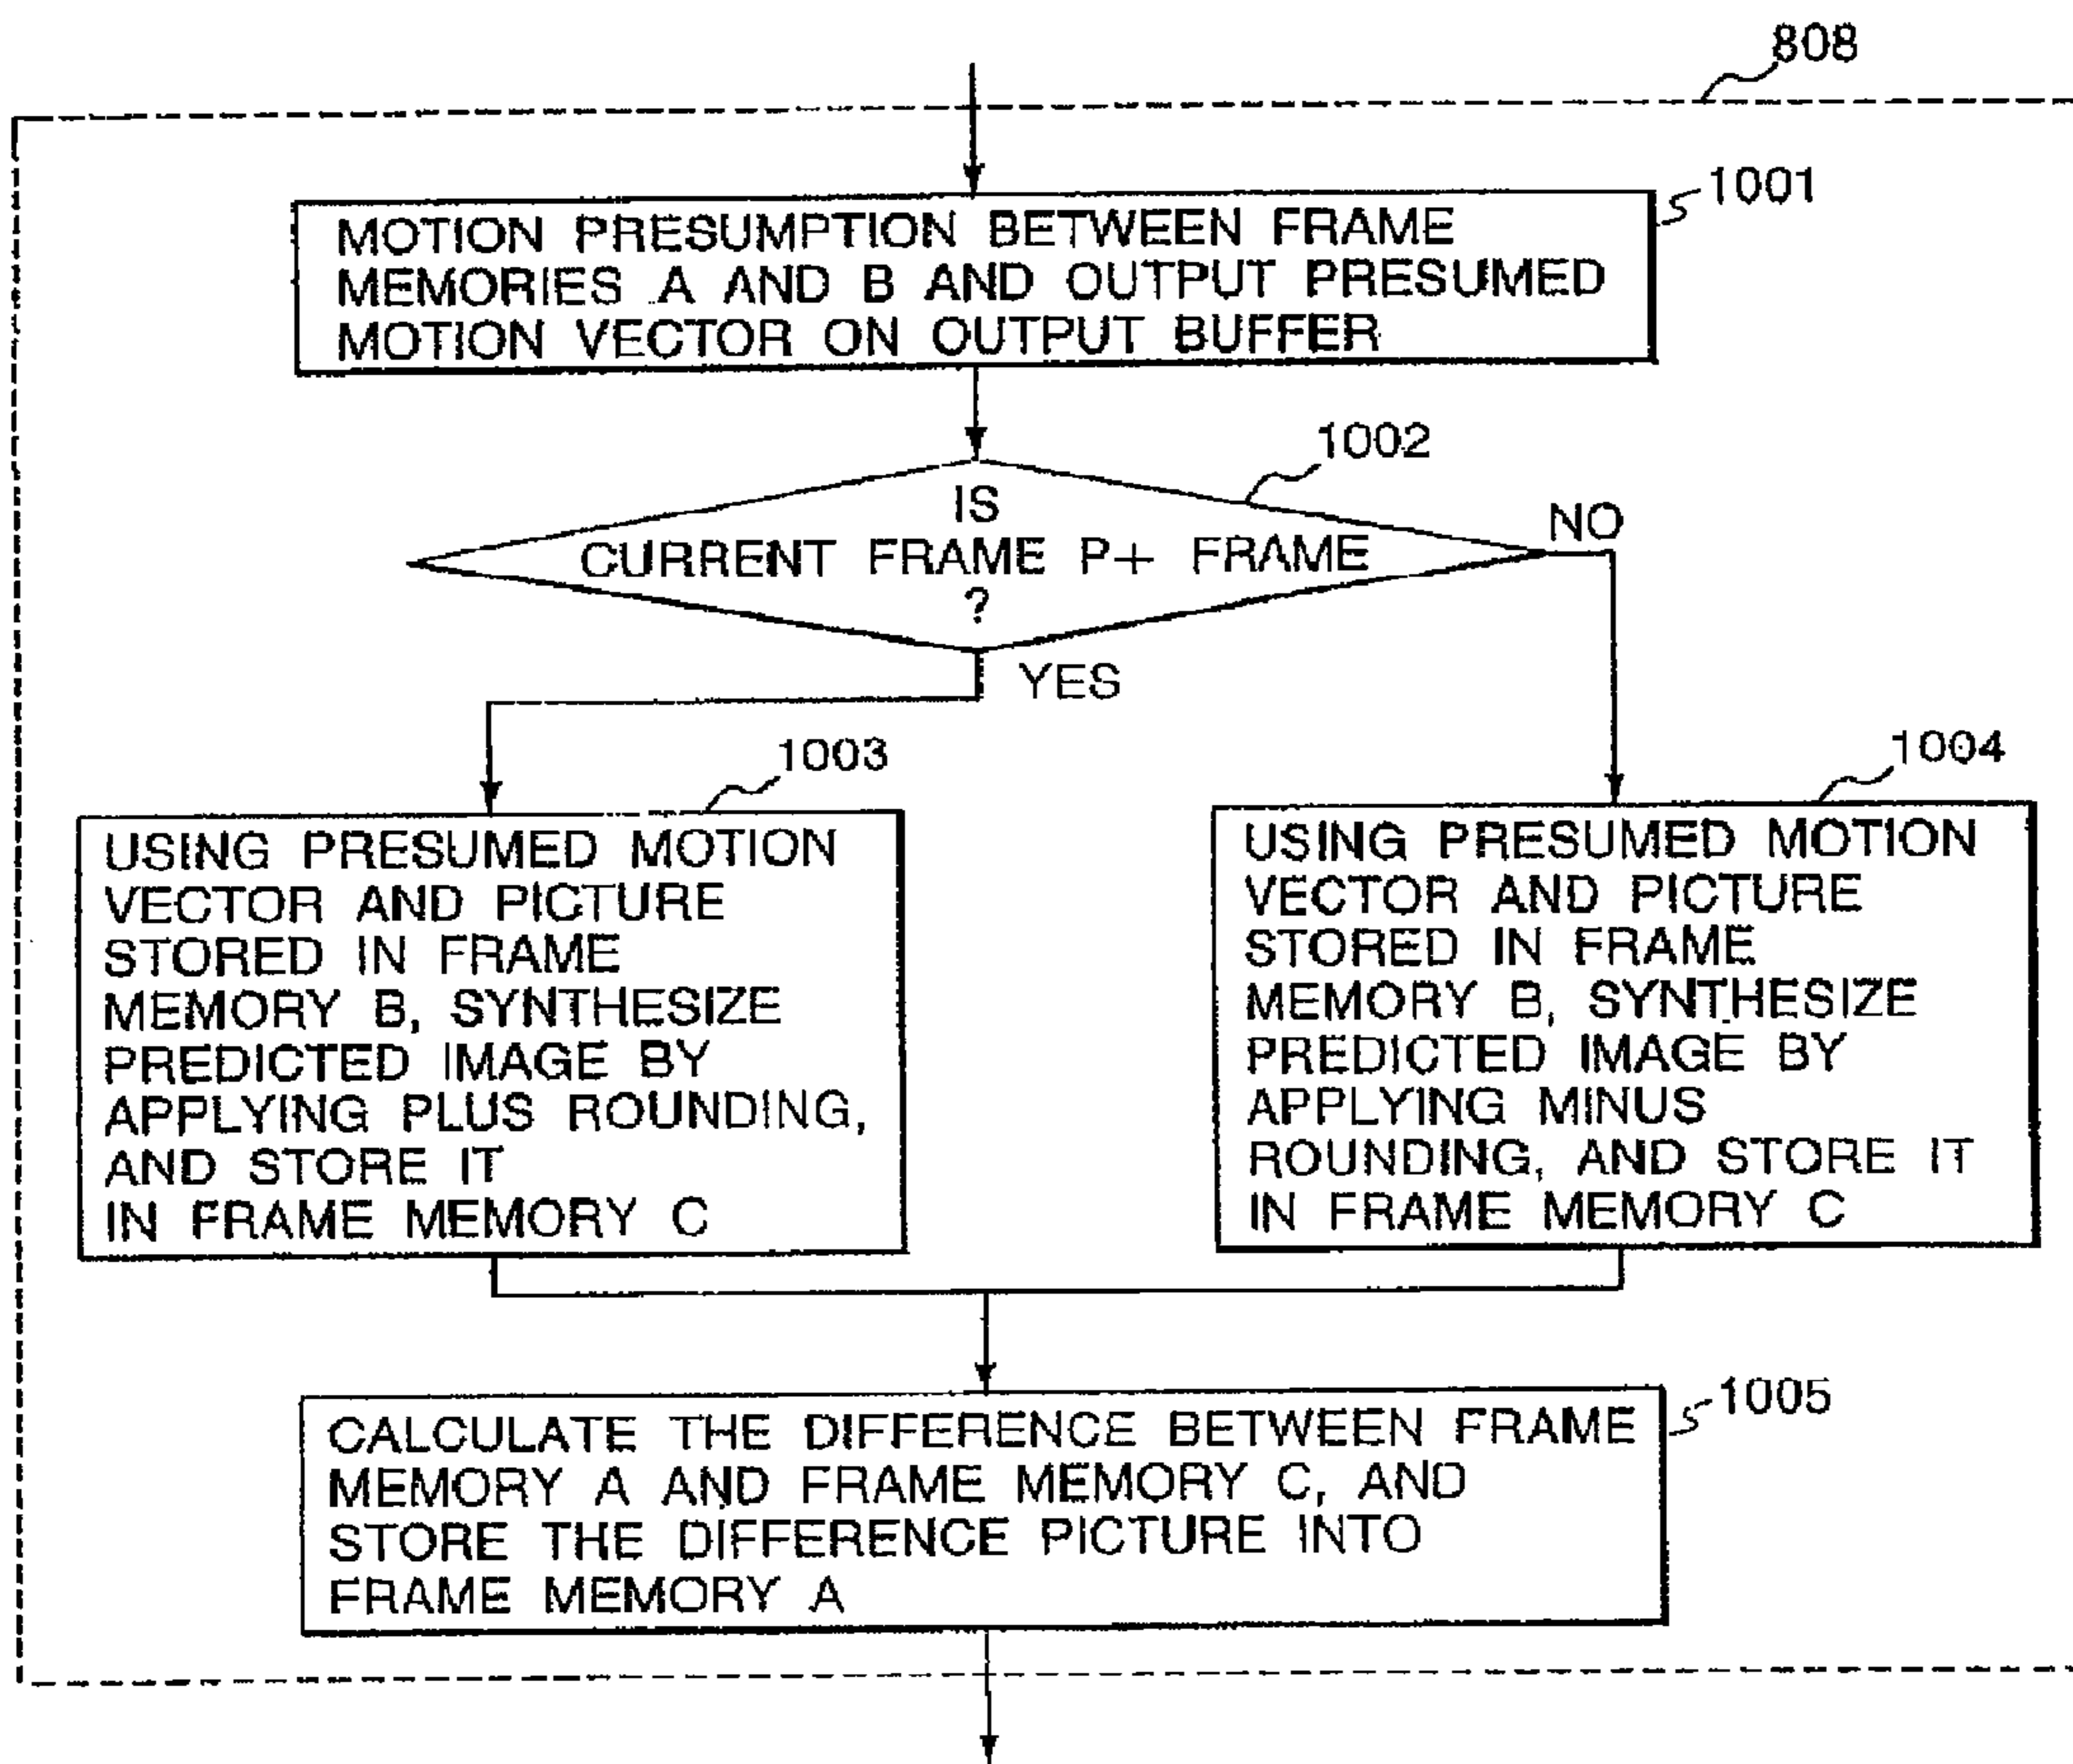 808
1001
MOTION PRESUMPTION BETWEEN FRAME
MEMORIES A AND B AND OUTPUT PRESUMED
MOTION VECTOR ON OUTPUT BUFFER
1002
IS
CURRENT FRAME P+ FRAME
?
NO
YES
1003
USING PRESUMED MOTION
VECTOR AND PICTURE
STORED IN FRAME
MEMORY B, SYNTHESIZE
PREDICTED IMAGE BY
APPLYING PLUS ROUNDING,
AND STORE IT
IN FRAME MEMORY C
1004
USING PRESUMED MOTION
VECTOR AND PICTURE
STORED IN FRAME
MEMORY B, SYNTHESIZE
PREDICTED IMAGE BY
APPLYING MINUS
ROUNDING, AND STORE IT
IN FRAME MEMORY C
1005
CALCULATE THE DIFFERENCE BETWEEN FRAME
MEMORY A AND FRAME MEMORY C, AND
STORE THE DIFFERENCE PICTURE INTO
FRAME MEMORY A